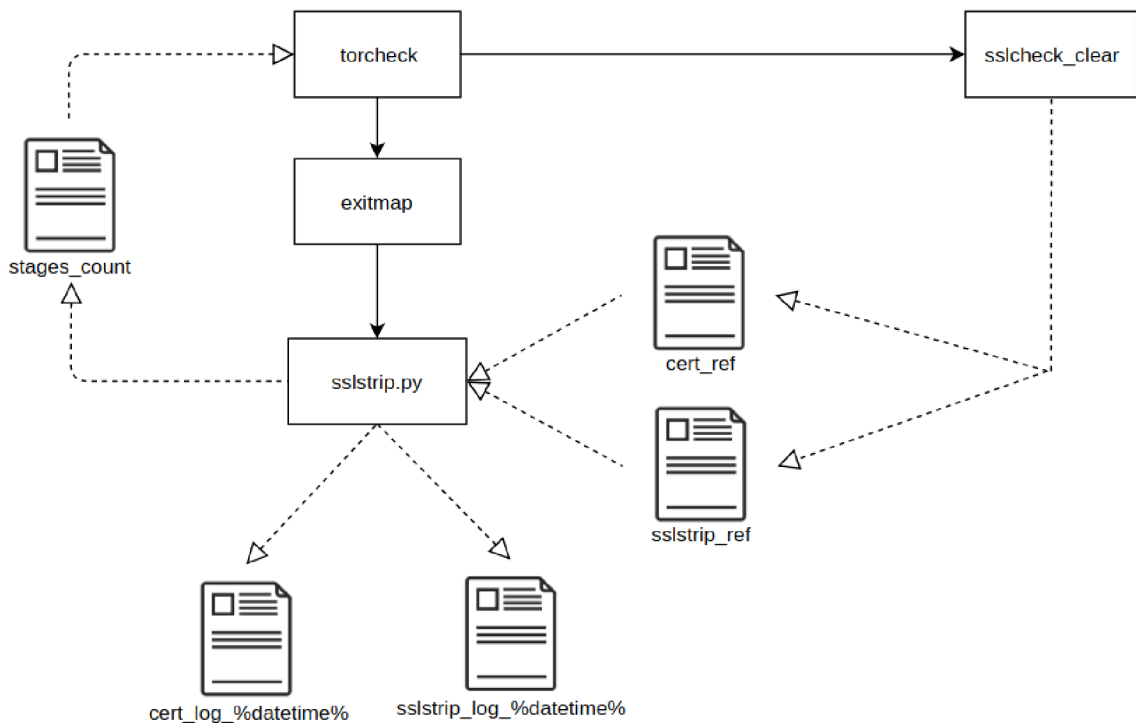 torcheck
sslcheck_clear
exitmap
stages_count
cert_ref
sslstrip.py
sslstrip_ref
cert_log_%datetime%
sslstrip_log_%datetime%